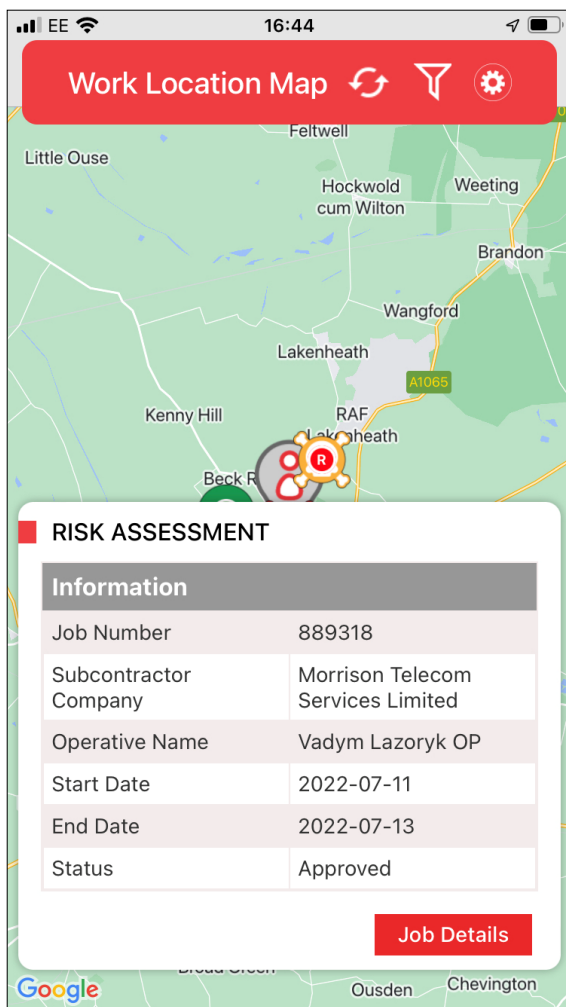 EE 16:44
Work Location Map
Feltwell
Little Ouse
Hockwold
cum Wilton
Weeting
Brandon
Wangford
Lakenheath
A1065
Kenny Hill
RAF
Lakenheath
R
Beck R
RISK ASSESSMENT
Information
Job Number 889318
Subcontractor
Company
Morrison Telecom
Services Limited
Operative Name Vadym Lazoryk OP
Start Date 2022-07-11
End Date 2022-07-13
Status Approved
Job Details
Google
Ousden
Chevington